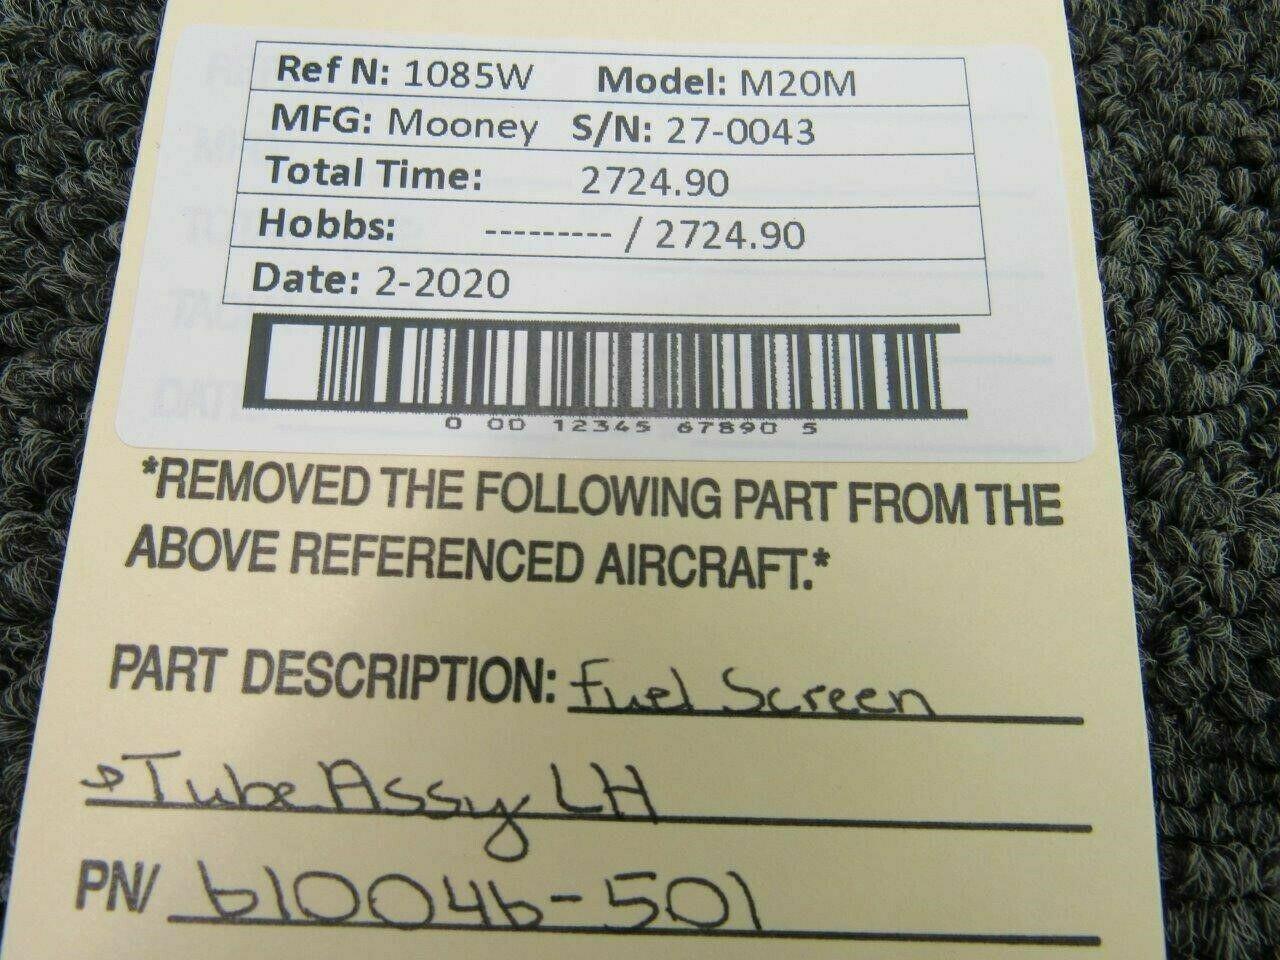 Ref N: 1085W Model: M20M
MFG: Mooney S/N: 27-0043
Total Time: 2724.90
Hobbs: --------- / 2724.90
Date: 2-2020
0 00 12345 67890 5
*REMOVED THE FOLLOWING PART FROM THE
ABOVE REFERENCED AIRCRAFT.*
PART DESCRIPTION: Fuel Screen
→Tube Assy LH
PN/ 610046-501